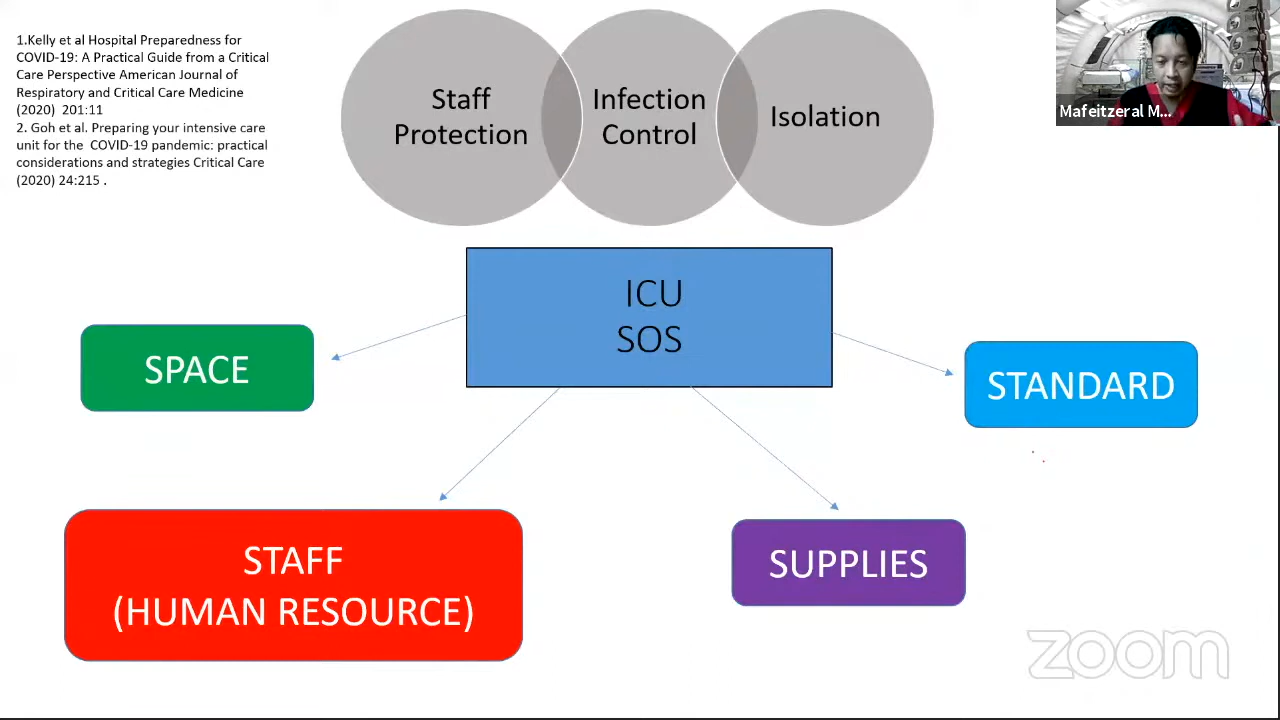 1.Kelly et al Hospital Preparedness for
COVID-19: A Practical Guide from a Critical
Care Perspective American Journal of
Respiratory and Critical Care Medicine
(2020) 201:11
2. Goh et al. Preparing your intensive care
unit for the COVID-19 pandemic: practical
considerations and strategies Critical Care
(2020) 24:215 .
Staff
Protection
Infection
Control
Isolation
Mafeitzeral M...
ICU
SOS
SPACE
STANDARD
STAFF
(HUMAN RESOURCE)
SUPPLIES
zoom